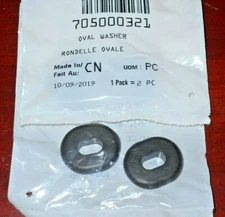 705000321
OVAL WASHER
RONDELLE OVALE
Made In/ CN UOM: PC
Fait Au:
10/09/2019 1 Pack = 2 PC